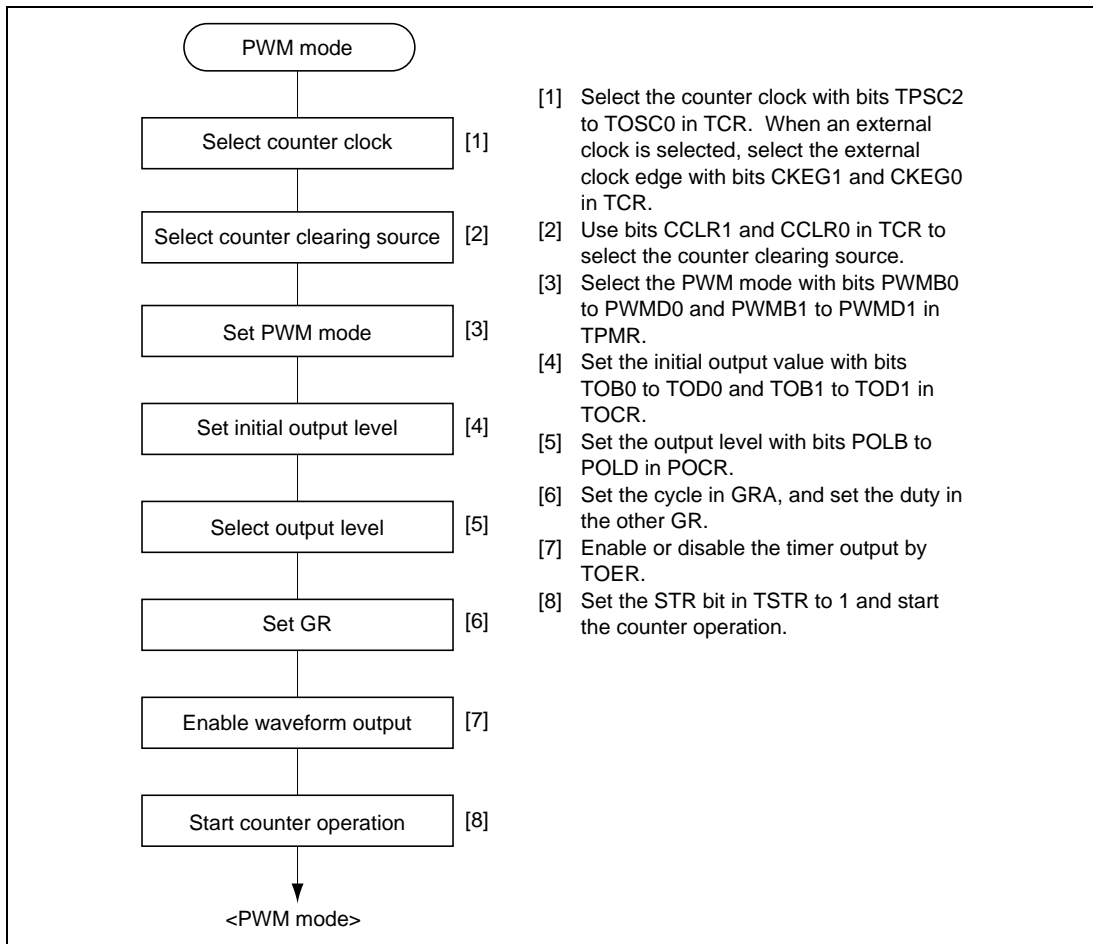 PWM mode
Select counter clock [1]
Select counter clearing source [2]
Set PWM mode [3]
Set initial output level [4]
Select output level [5]
Set GR [6]
Enable waveform output [7]
Start counter operation [8]
<PWM mode>
[1] Select the counter clock with bits TPSC2
to TOSC0 in TCR. When an external
clock is selected, select the external
clock edge with bits CKEG1 and CKEG0
in TCR.
[2] Use bits CCLR1 and CCLR0 in TCR to
select the counter clearing source.
[3] Select the PWM mode with bits PWMB0
to PWMD0 and PWMB1 to PWMD1 in
TPMR.
[4] Set the initial output value with bits
TOB0 to TOD0 and TOB1 to TOD1 in
TOCR.
[5] Set the output level with bits POLB to
POLD in POCR.
[6] Set the cycle in GRA, and set the duty in
the other GR.
[7] Enable or disable the timer output by
TOER.
[8] Set the STR bit in TSTR to 1 and start
the counter operation.